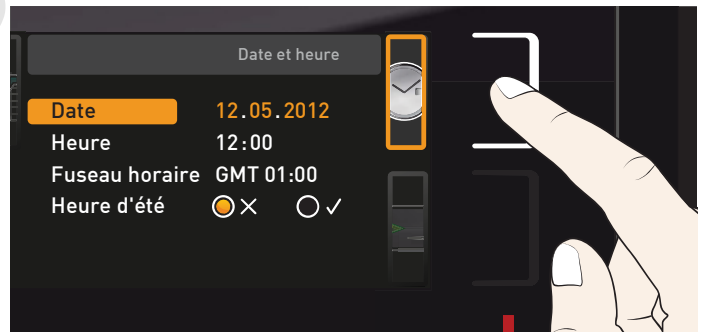 Date et heure
Date 12.05.2012
Heure 12:00
Fuseau horaire GMT 01:00
Heure d'été